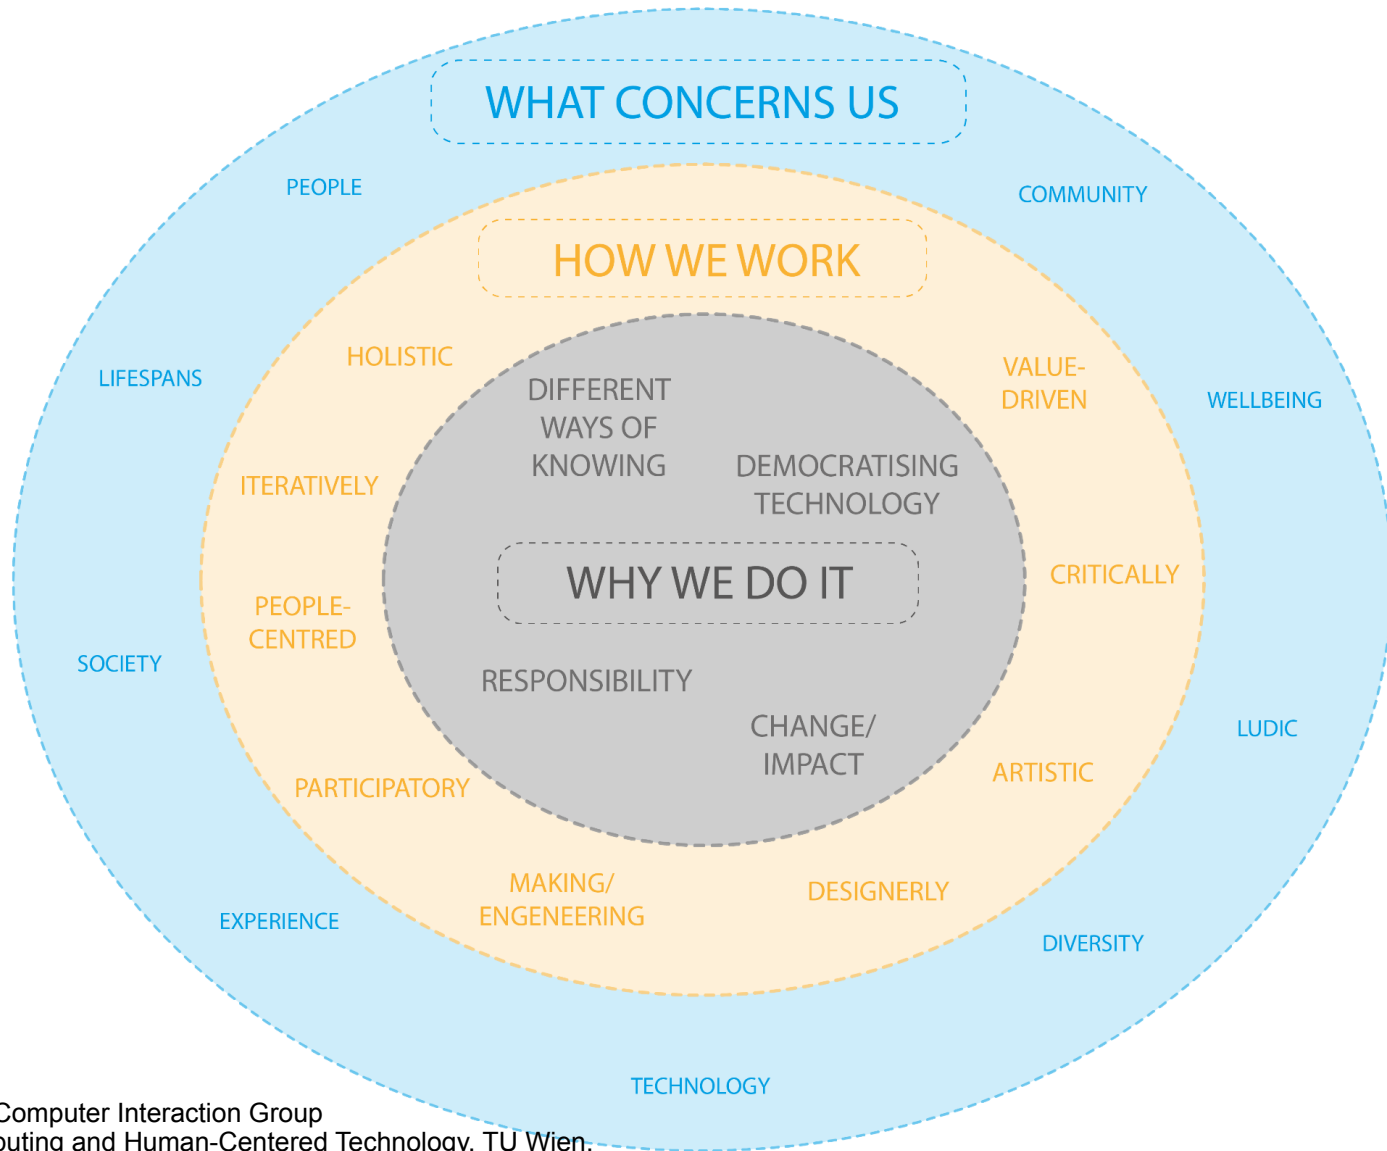 WHAT CONCERNS US
PEOPLE
COMMUNITY
HOW WE WORK
HOLISTIC
VALUE-
DRIVEN
LIFESPANS
WELLBEING
DIFFERENT
WAYS OF
KNOWING
DEMOCRATISING
TECHNOLOGY
ITERATIVELY
WHY WE DO IT
CRITICALLY
PEOPLE-
CENTRED
SOCIETY
RESPONSIBILITY
CHANGE/
IMPACT
LUDIC
ARTISTIC
PARTICIPATORY
MAKING/
ENGENEERING
DESIGNERLY
EXPERIENCE
DIVERSITY
TECHNOLOGY
Computer Interaction Group
and Human-Centered Technology, TU Wien,